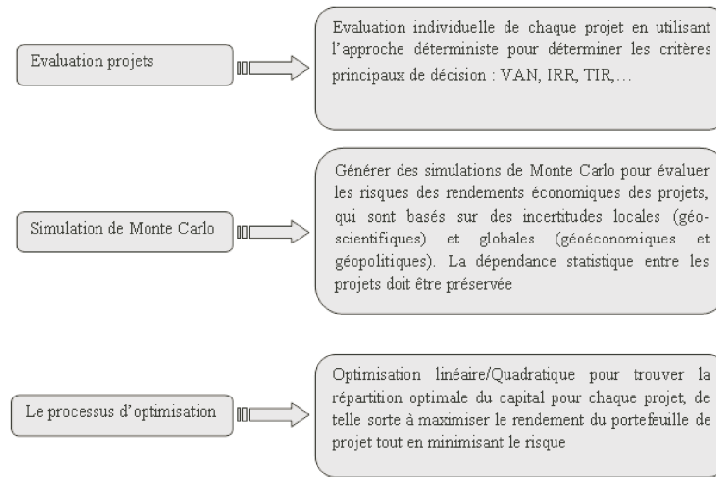 Evaluation projets
Evaluation individuelle de chaque projet en utilisant
l'approche déterministe pour déterminer les critères
principaux de décision : VAN, IRR, TIR,…
Simulation de Monte Carlo
Générer des simulations de Monte Carlo pour évaluer
les risques des rendements économiques des projets,
qui sont basés sur des incertitudes locales (géo-
scientifiques) et globales (géoéconomiques et
géopolitiques). La dépendance statistique entre les
projets doit être préservée
Le processus d'optimisation
Optimisation linéaire/Quadratique pour trouver la
répartition optimale du capital pour chaque projet, de
telle sorte à maximiser le rendement du portefeuille de
projet tout en minimisant le risque